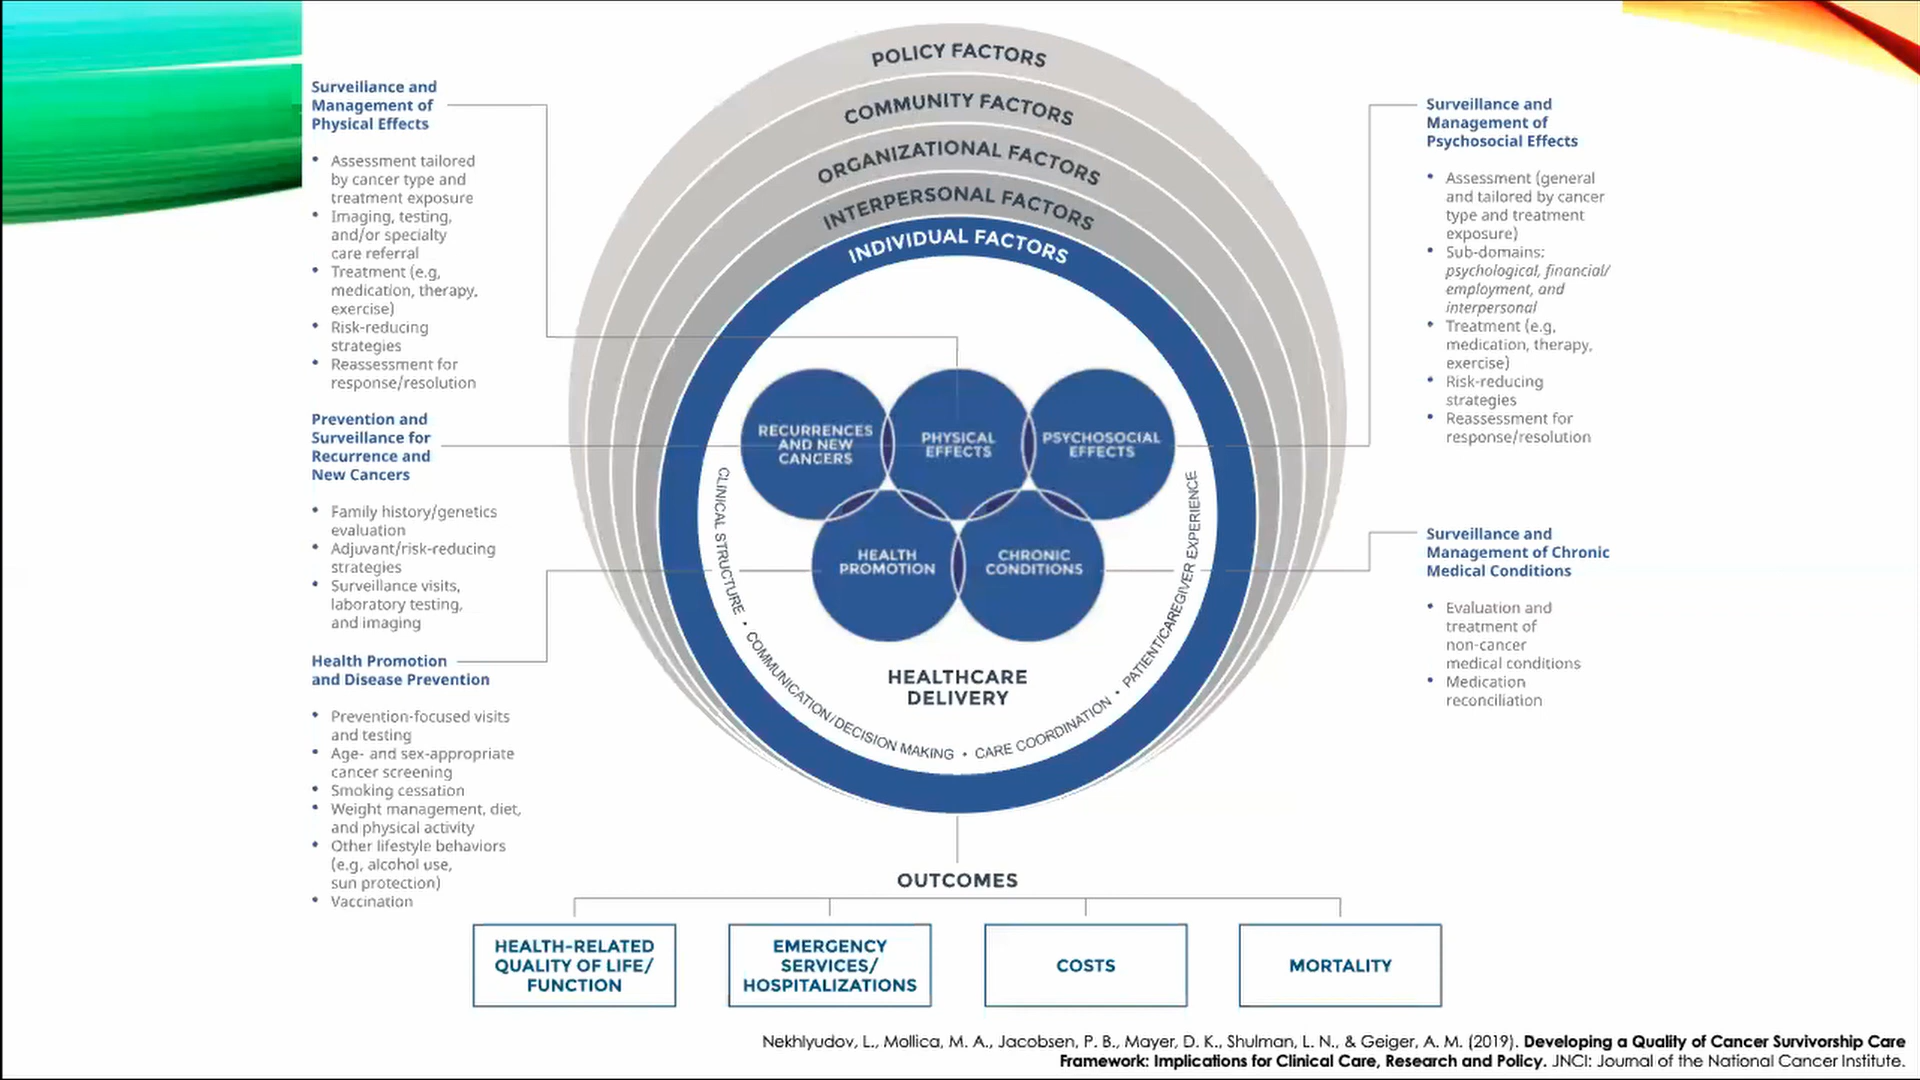 POLICY FACTORS
COMMUNITY FACTORS
ORGANIZATIONAL FACTORS
INTERPERSONAL FACTORS
INDIVIDUAL FACTORS
Surveillance and
Management of
Physical Effects
• Assessment tailored
by cancer type and
treatment exposure
• Imaging, testing,
and/or specialty
care referral
• Treatment (e.g,
medication, therapy,
exercise)
• Risk-reducing
strategies
• Reassessment for
response/resolution
Prevention and
Surveillance for
Recurrence and
New Cancers
• Family history/genetics
evaluation
• Adjuvant/risk-reducing
strategies
• Surveillance visits,
laboratory testing,
and imaging
Health Promotion
and Disease Prevention
• Prevention-focused visits
and testing
• Age- and sex-appropriate
cancer screening
• Smoking cessation
• Weight management, diet,
and physical activity
• Other lifestyle behaviors
(e.g, alcohol use,
sun protection)
• Vaccination
RECURRENCES
AND NEW
CANCERS
PHYSICAL
EFFECTS
PSYCHOSOCIAL
EFFECTS
HEALTH
PROMOTION
CHRONIC
CONDITIONS
HEALTHCARE
DELIVERY
CLINICAL STRUCTURE • COMMUNICATION/DECISION MAKING • CARE COORDINATION • PATIENT/CAREGIVER EXPERIENCE
Surveillance and
Management of
Psychosocial Effects
• Assessment (general
and tailored by cancer
type and treatment
exposure)
• Sub-domains:
psychological, financial/
employment, and
interpersonal
• Treatment (e.g,
medication, therapy,
exercise)
• Risk-reducing
strategies
• Reassessment for
response/resolution
Surveillance and
Management of Chronic
Medical Conditions
• Evaluation and
treatment of
non-cancer
medical conditions
• Medication
reconciliation
OUTCOMES
HEALTH-RELATED
QUALITY OF LIFE/
FUNCTION
EMERGENCY
SERVICES/
HOSPITALIZATIONS
COSTS
MORTALITY
Nekhlyudov, L., Mollica, M. A., Jacobsen, P. B., Mayer, D. K., Shulman, L. N., & Geiger, A. M. (2019). Developing a Quality of Cancer Survivorship Care
Framework: Implications for Clinical Care, Research and Policy. JNCI: Journal of the National Cancer Institute.